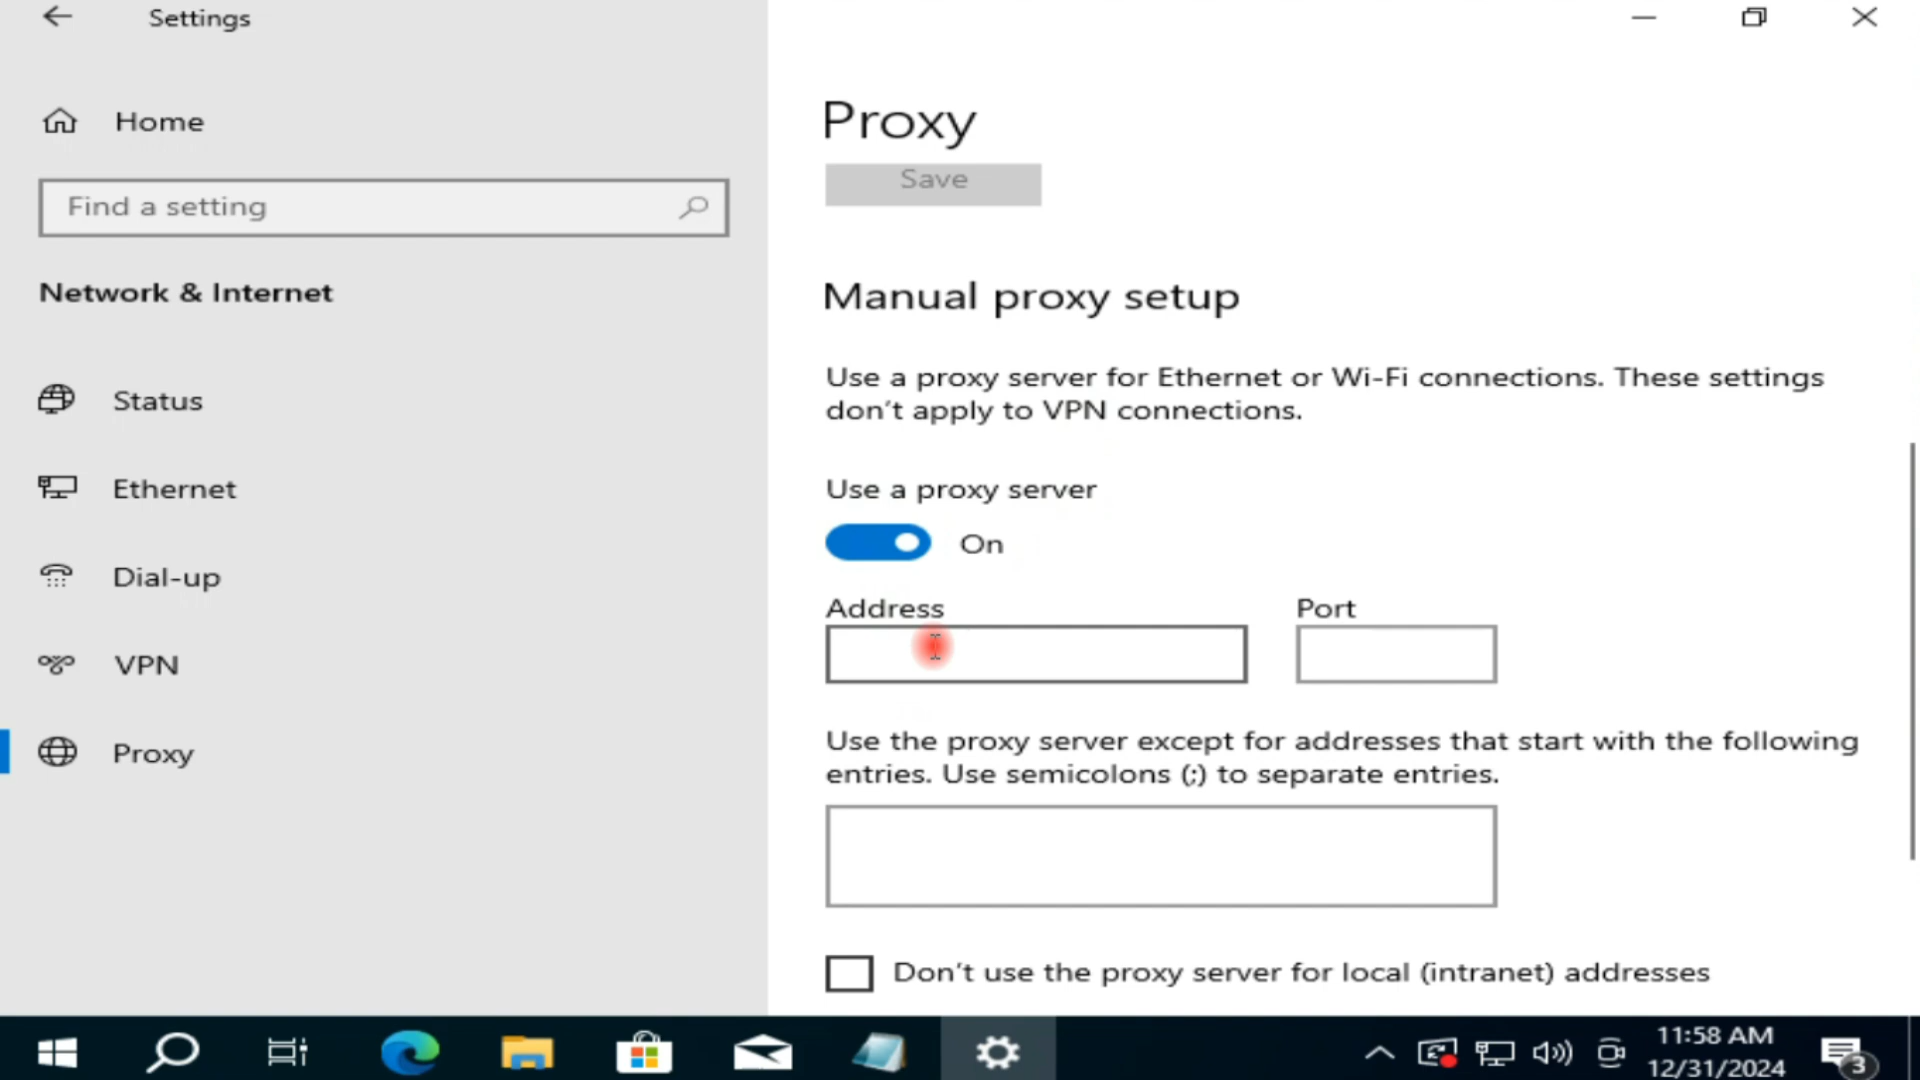 Settings
Home
Find a setting
Network & Internet
Status
Ethernet
Dial-up
VPN
Proxy
Proxy
Save
Manual proxy setup
Use a proxy server for Ethernet or Wi-Fi connections. These settings
don't apply to VPN connections.
Use a proxy server
On
Address
Port
Use the proxy server except for addresses that start with the following
entries. Use semicolons (;) to separate entries.
Don't use the proxy server for local (intranet) addresses
11:58 AM
12/31/2024
3